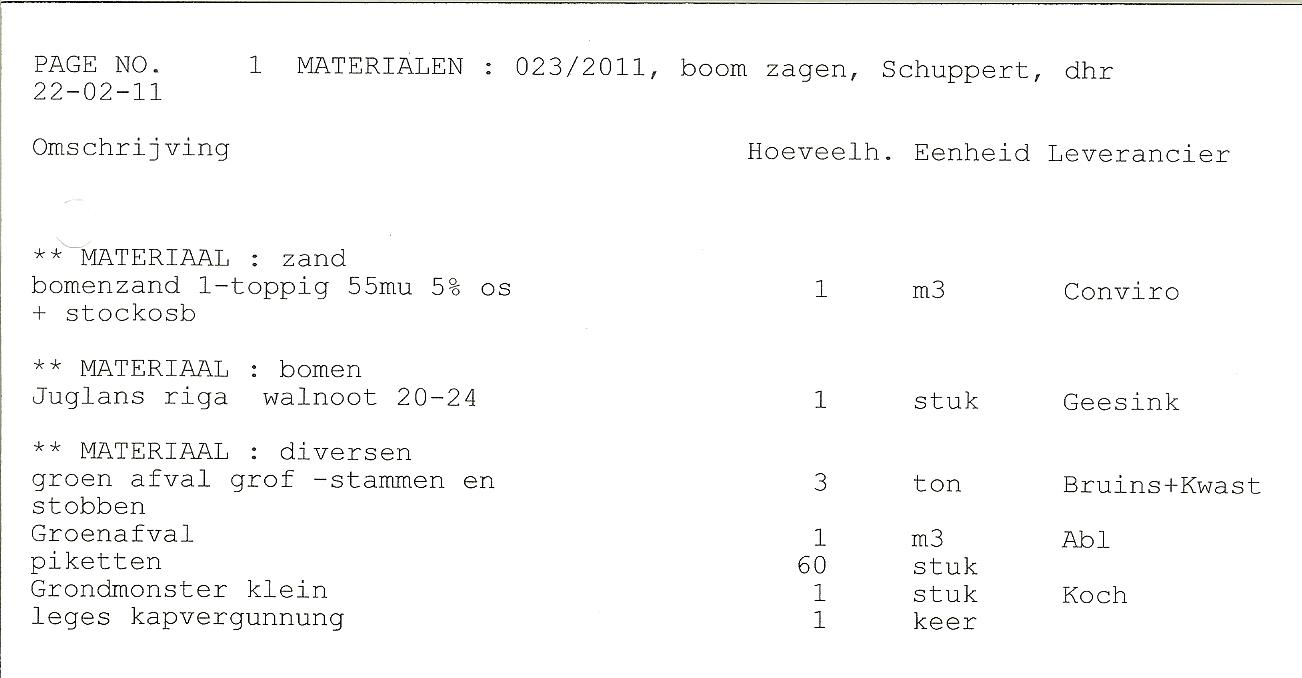 PAGE NO. 1 MATERIALEN : 023/2011, boom zagen, Schuppert, dhr
22-02-11
Omschrijving Hoeveelh. Eenheid Leverancier
** MATERIAAL : zand
bomenzand 1-toppig 55mu 5% os 1 m3 Conviro
+ stockosb
** MATERIAAL : bomen
Juglans riga walnoot 20-24 1 stuk Geesink
** MATERIAAL : diversen
groen afval grof -stammen en 3 ton Bruins+Kwast
stobben
Groenafval 1 m3 Abl
piketten 60 stuk
Grondmonster klein 1 stuk Koch
leges kapvergunnung 1 keer